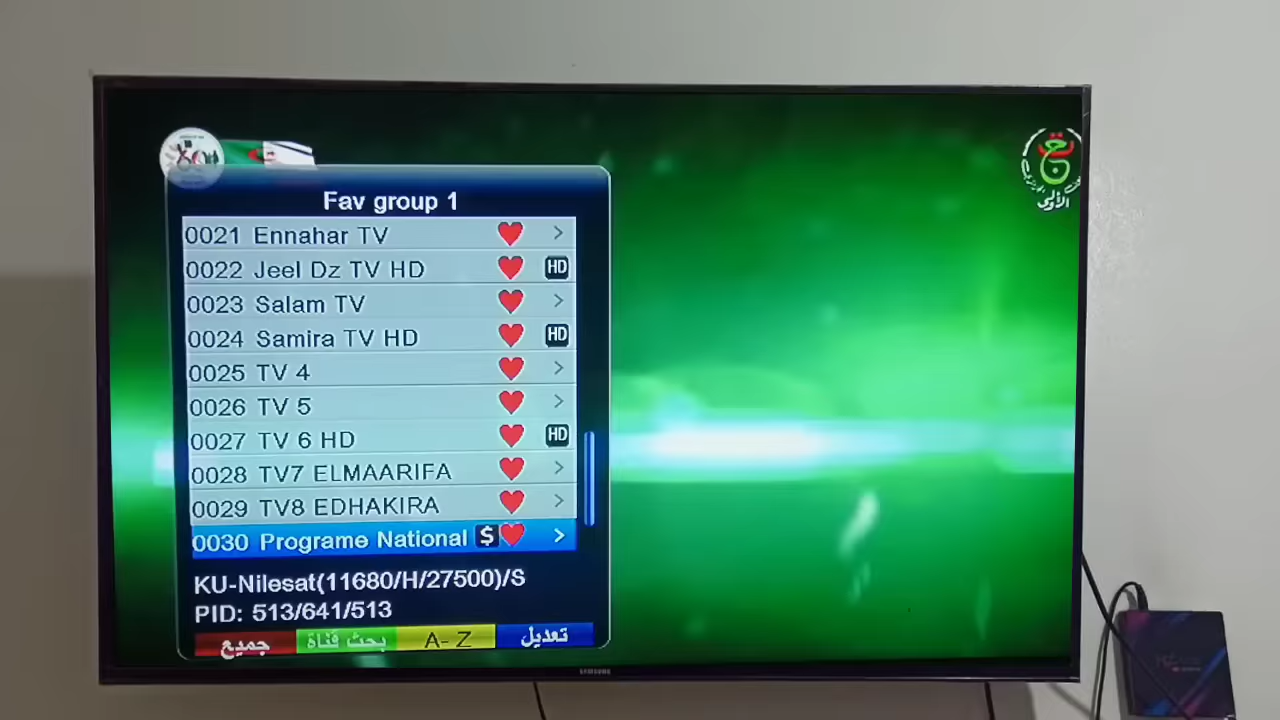 Fav group 1
0021 Ennahar TV
0022 Jeel Dz TV HD HD
0023 Salam TV
0024 Samira TV HD HD
0025 TV 4
0026 TV 5
0027 TV 6 HD HD
0028 TV7 ELMAARIFA
0029 TV8 EDHAKIRA
0030 Programe National $
KU-Nilesat(11680/H/27500)/S
PID: 513/641/513
جميع بحث قناة A-Z تعديل
الأولى
SAMSUNG